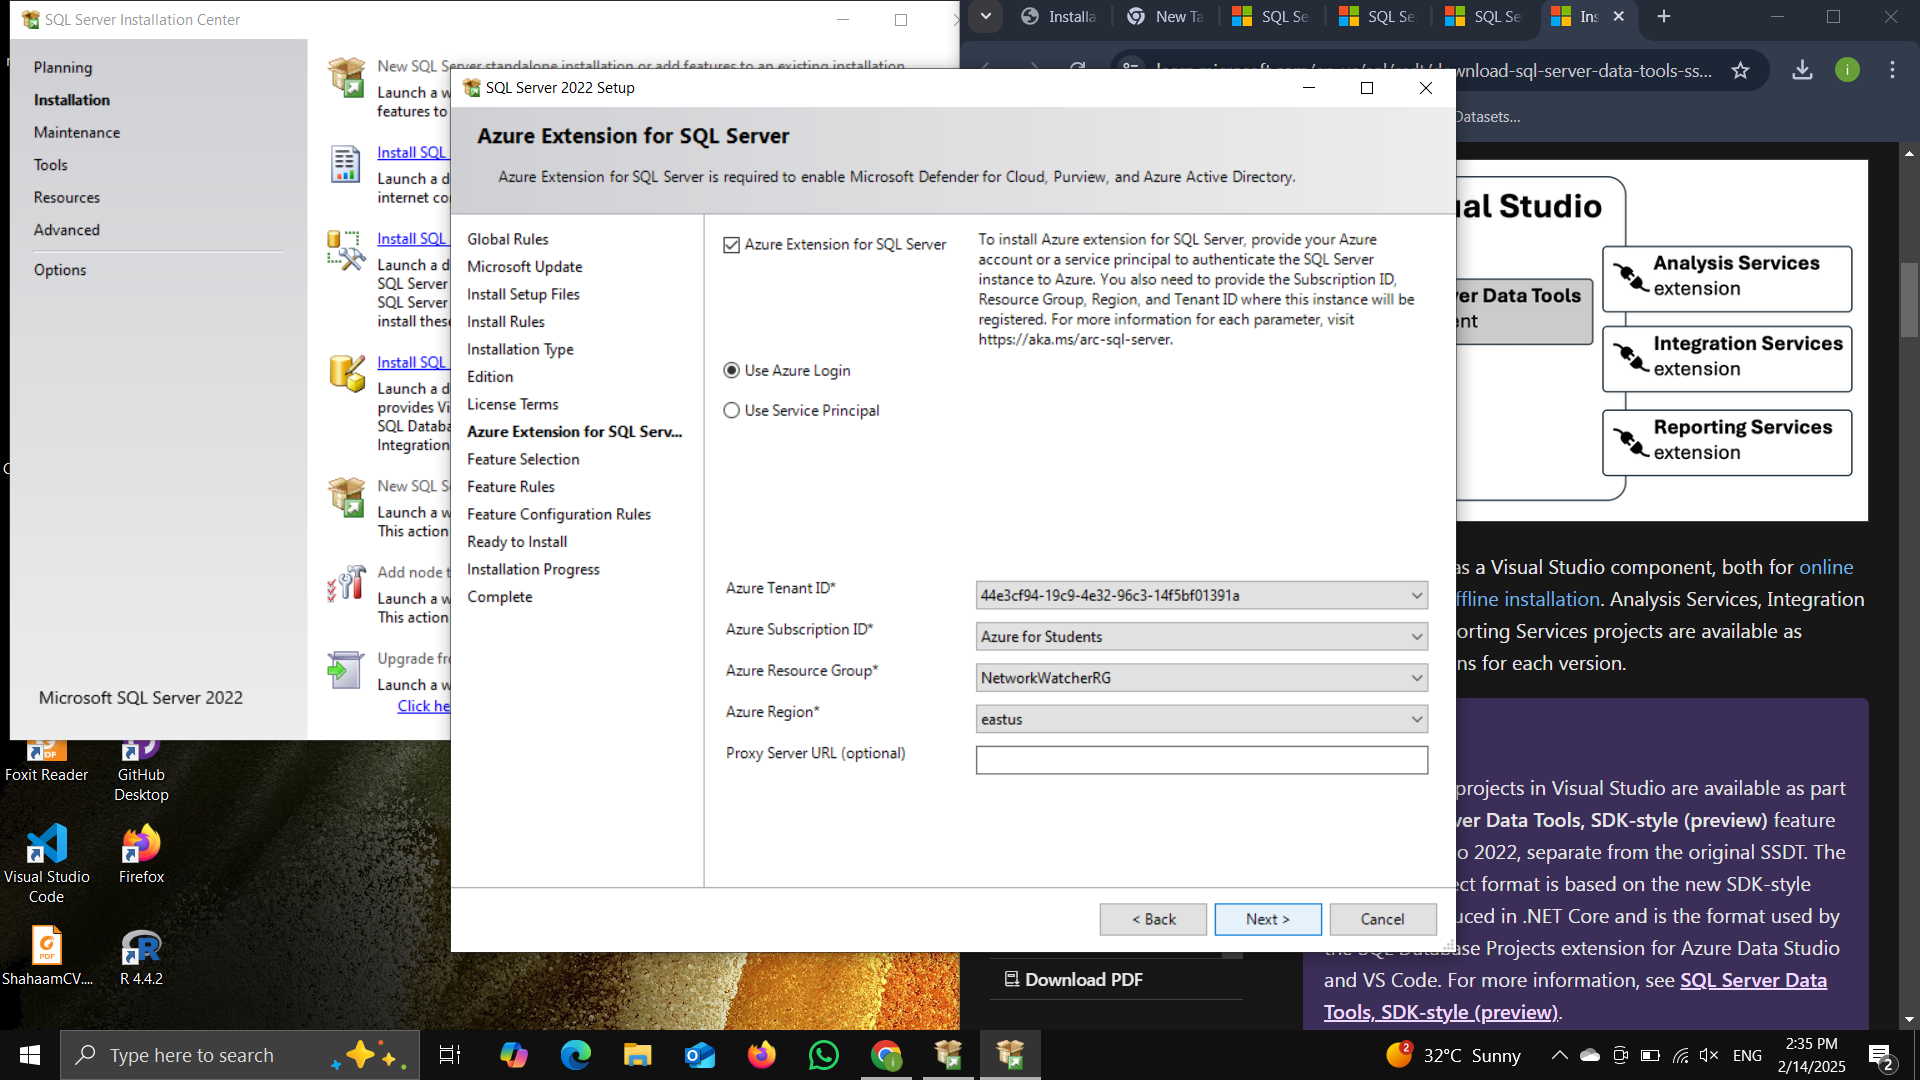 SQL Server Installation Center
Planning
Installation
Maintenance
Tools
Resources
Advanced
Options
Microsoft SQL Server 2022
New SQL Server standalone installation or add features to an existing installation
Launch a w
features to
Install SQL
Launch a d
internet co
Install SQL
Launch a d
SQL Server
SQL Server
install these
Install SQL
Launch a d
provides Vi
SQL Databa
Integration
New SQL S
Launch a w
This action
Add node t
Launch a w
This action
Upgrade fr
Launch a w
Click he
SQL Server 2022 Setup
Azure Extension for SQL Server
Azure Extension for SQL Server is required to enable Microsoft Defender for Cloud, Purview, and Azure Active Directory.
Global Rules
Microsoft Update
Install Setup Files
Install Rules
Installation Type
Edition
License Terms
Azure Extension for SQL Serv...
Feature Selection
Feature Rules
Feature Configuration Rules
Ready to Install
Installation Progress
Complete
Azure Extension for SQL Server
To install Azure extension for SQL Server, provide your Azure
account or a service principal to authenticate the SQL Server
instance to Azure. You also need to provide the Subscription ID,
Resource Group, Region, and Tenant ID where this instance will be
registered. For more information for each parameter, visit
https://aka.ms/arc-sql-server.
Use Azure Login
Use Service Principal
Azure Tenant ID*
44e3cf94-19c9-4e32-96c3-14f5bf01391a
Azure Subscription ID*
Azure for Students
Azure Resource Group*
NetworkWatcherRG
Azure Region*
eastus
Proxy Server URL (optional)
< Back
Next >
Cancel
Installa
New Ta
SQL Se
SQL Se
SQL Se
Ins
wnload-sql-server-data-tools-ss...
i
Datasets...
ual Studio
er Data Tools
nt
Analysis Services
extension
Integration Services
extension
Reporting Services
extension
as a Visual Studio component, both for online
ffline installation. Analysis Services, Integration
orting Services projects are available as
ns for each version.
projects in Visual Studio are available as part
ver Data Tools, SDK-style (preview) feature
o 2022, separate from the original SSDT. The
ect format is based on the new SDK-style
uced in .NET Core and is the format used by
the SQL Database Projects extension for Azure Data Studio
and VS Code. For more information, see SQL Server Data
Tools, SDK-style (preview).
Download PDF
Foxit Reader
GitHub
Desktop
Visual Studio
Code
Firefox
ShahaamCV....
R 4.4.2
Type here to search
2
32°C Sunny
ENG
2:35 PM
2/14/2025
2